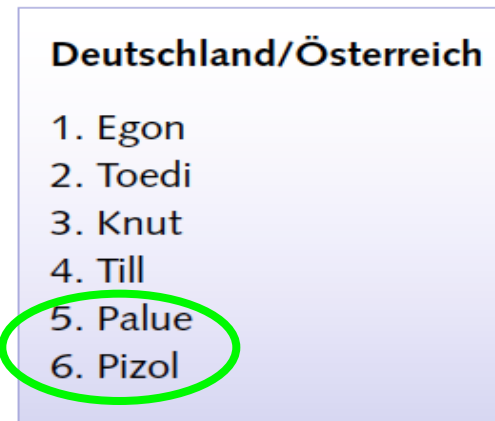 Deutschland/Österreich
1. Egon
2. Toedi
3. Knut
4. Till
5. Palue
6. Pizol